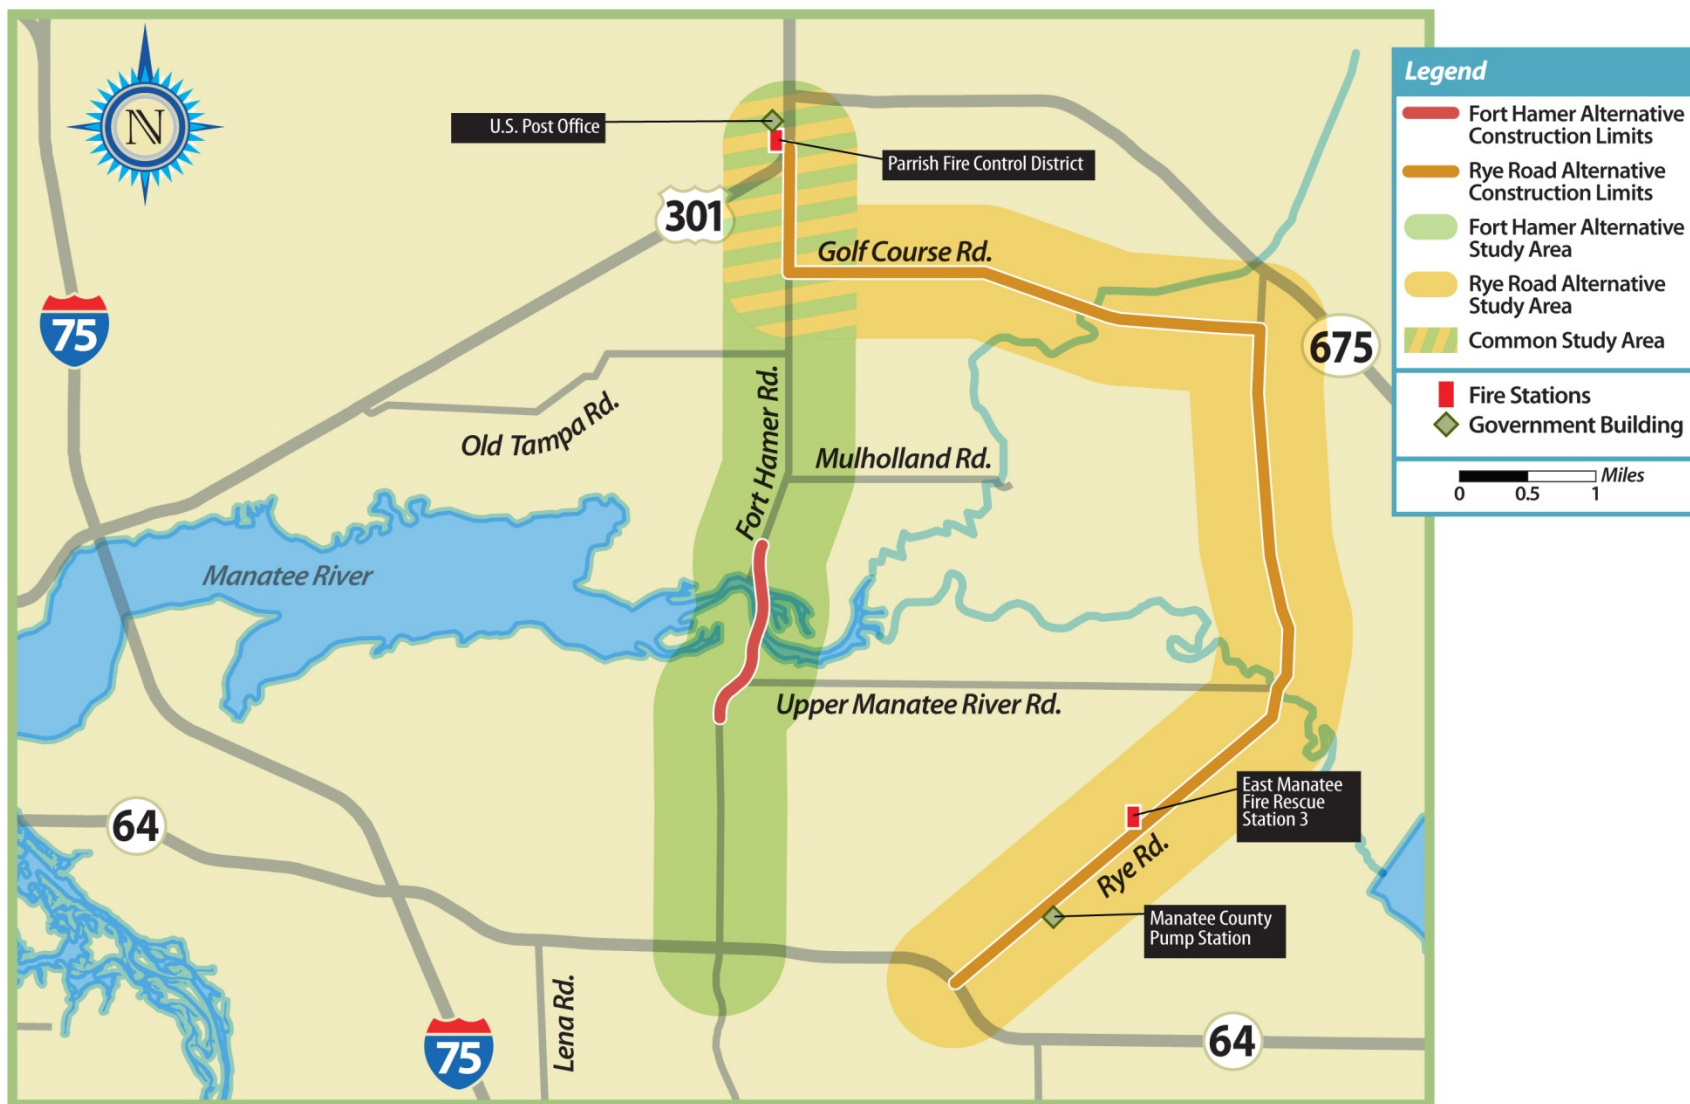 N
U.S. Post Office
Parrish Fire Control District
301
Golf Course Rd.
75
675
Old Tampa Rd.
Fort Hamer Rd.
Mulholland Rd.
Manatee River
Upper Manatee River Rd.
East Manatee
Fire Rescue
Station 3
64
Rye Rd.
Manatee County
Pump Station
Lena Rd.
75
64
Legend
Fort Hamer Alternative
Construction Limits
Rye Road Alternative
Construction Limits
Fort Hamer Alternative
Study Area
Rye Road Alternative
Study Area
Common Study Area
Fire Stations
Government Building
Miles
0 0.5 1